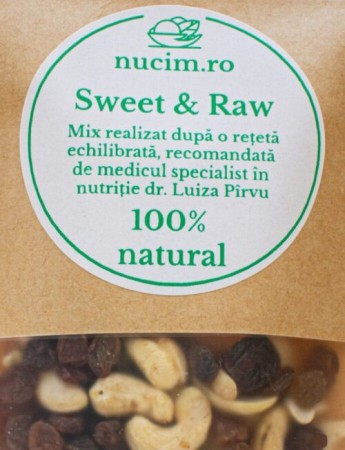 nucim.ro
Sweet & Raw
Mix realizat după o rețetă
echilibrată, recomandată
de medicul specialist în
nutriție dr. Luiza Pîrvu
100%
natural